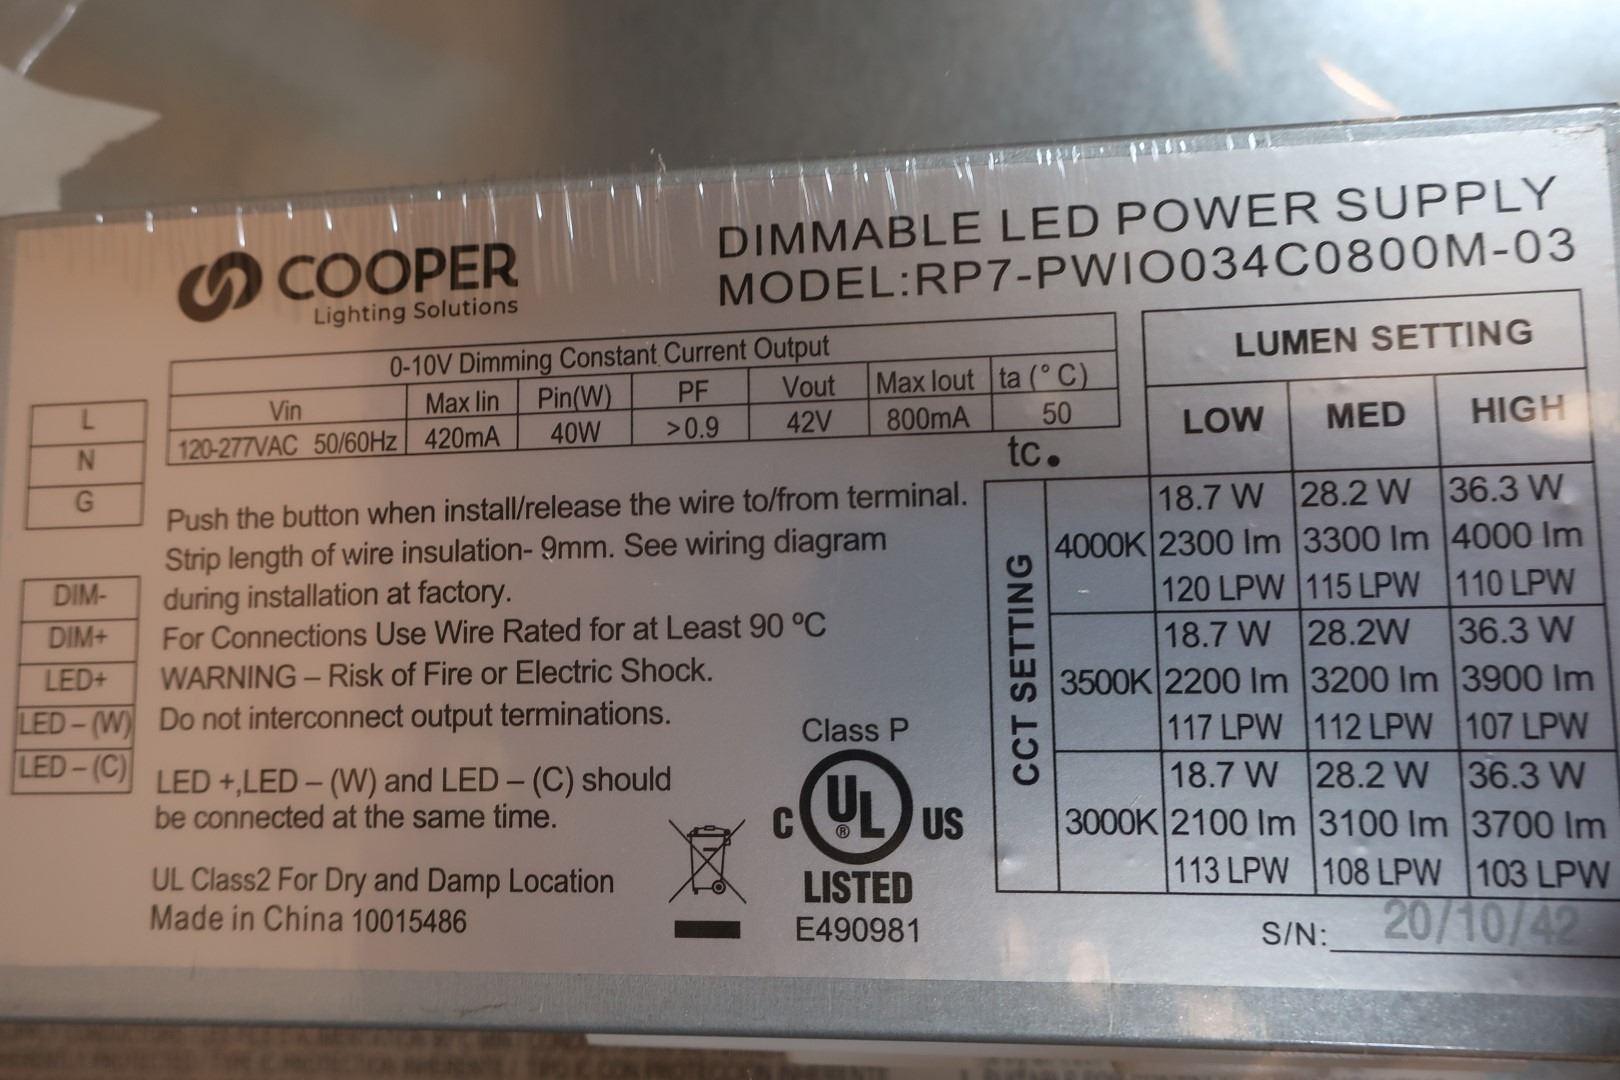 COOPER
Lighting Solutions
DIMMABLE LED POWER SUPPLY
MODEL:RP7-PWIO034C0800M-03
0-10V Dimming Constant Current Output
Vin Max Iin Pin(W) PF Vout Max Iout ta (°C)
120-277VAC 50/60Hz 420mA 40W >0.9 42V 800mA 50
tc.
L
N
G
DIM-
DIM+
LED+
LED – (W)
LED – (C)
Push the button when install/release the wire to/from terminal.
Strip length of wire insulation- 9mm. See wiring diagram
during installation at factory.
For Connections Use Wire Rated for at Least 90 ºC
WARNING – Risk of Fire or Electric Shock.
Do not interconnect output terminations.
LED +,LED – (W) and LED – (C) should
be connected at the same time.
UL Class2 For Dry and Damp Location
Made in China 10015486
Class P
C UL ® US
LISTED
E490981
LUMEN SETTING
LOW MED HIGH
CCT SETTING
18.7 W 28.2 W 36.3 W
4000K 2300 lm 3300 lm 4000 lm
120 LPW 115 LPW 110 LPW
18.7 W 28.2W 36.3 W
3500K 2200 lm 3200 lm 3900 lm
117 LPW 112 LPW 107 LPW
18.7 W 28.2 W 36.3 W
3000K 2100 lm 3100 lm 3700 lm
113 LPW 108 LPW 103 LPW
S/N: 20/10/42